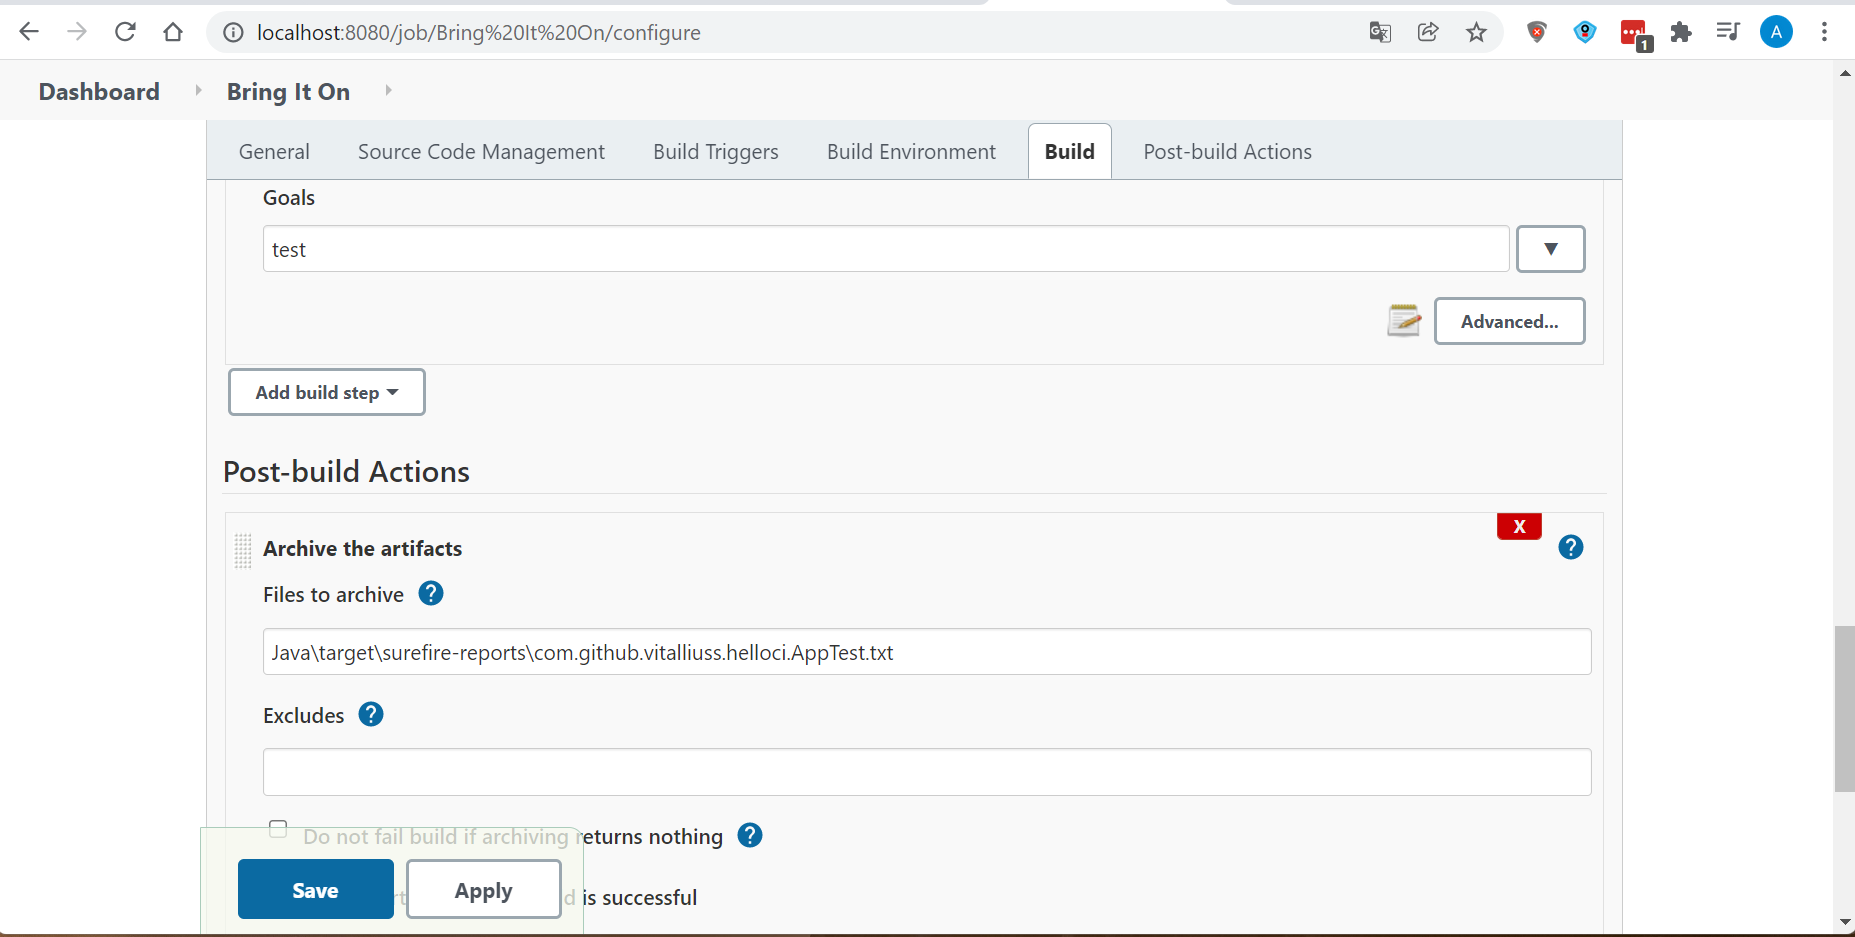 localhost:8080/job/Bring%20It%20On/configure
1
A
Dashboard
Bring It On
General
Source Code Management
Build Triggers
Build Environment
Build
Post-build Actions
Goals
test
Advanced...
Add build step
Post-build Actions
X
Archive the artifacts
?
Files to archive ?
Java\target\surefire-reports\com.github.vitalliuss.helloci.AppTest.txt
Excludes ?
Do not fail build if archiving returns nothing ?
is successful
Save
Apply